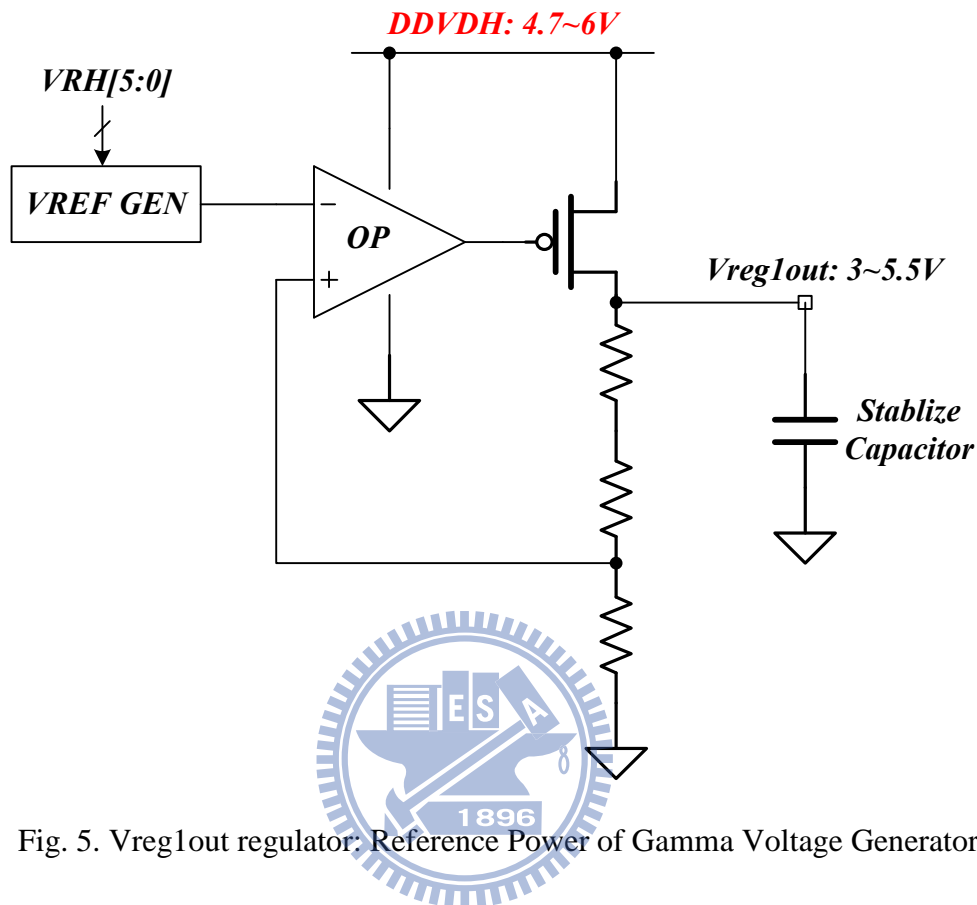 DDVDH: 4.7~6V
VRH[5:0]
VREF GEN
−
OP
+
Vreg1out: 3~5.5V
Stablize
Capacitor
E S A
1896
Fig. 5. Vreg1out regulator: Reference Power of Gamma Voltage Generator